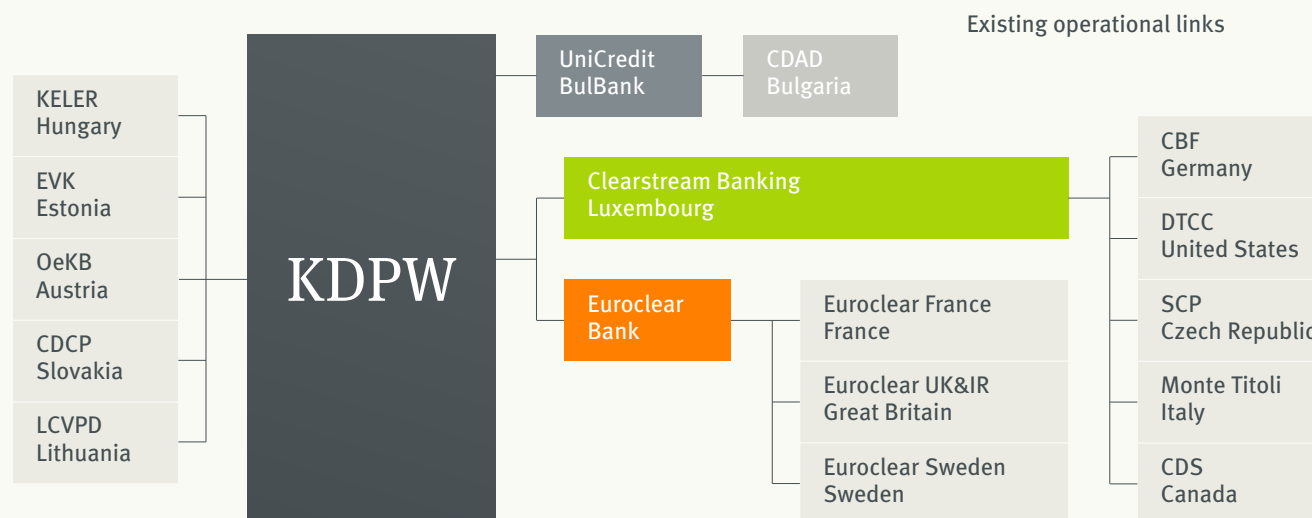 Existing operational links
KELER
Hungary
EVK
Estonia
OeKB
Austria
CDCP
Slovakia
LCVPD
Lithuania
KDPW
UniCredit
BulBank
CDAD
Bulgaria
Clearstream Banking
Luxembourg
Euroclear
Bank
Euroclear France
France
Euroclear UK&IR
Great Britain
Euroclear Sweden
Sweden
CBF
Germany
DTCC
United States
SCP
Czech Republic
Monte Titoli
Italy
CDS
Canada